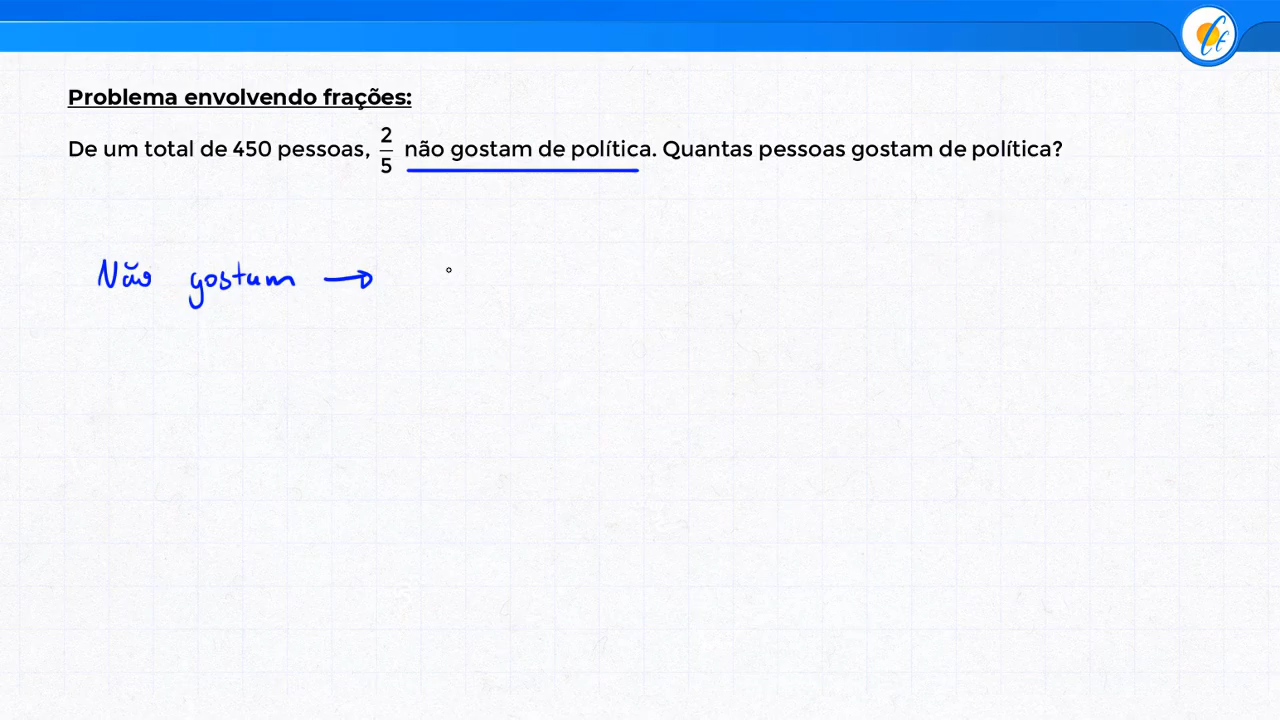 Problema envolvendo frações:
De um total de 450 pessoas, 2/5 não gostam de política. Quantas pessoas gostam de política?
Não gostam →